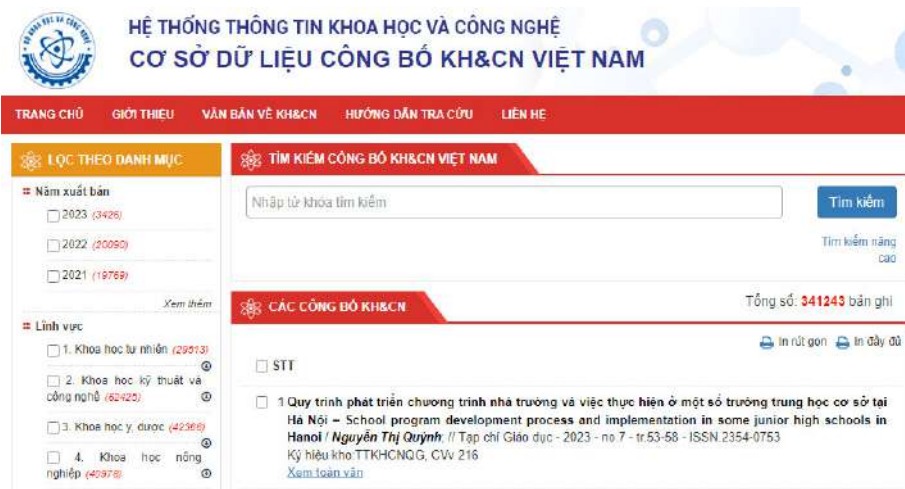 HỆ THỐNG THÔNG TIN KHOA HỌC VÀ CÔNG NGHỆ
CƠ SỞ DỮ LIỆU CÔNG BỐ KH&CN VIỆT NAM
TRANG CHỦ GIỚI THIỆU VĂN BẢN VỀ KH&CN HƯỚNG DẪN TRA CỨU LIÊN HỆ
LỌC THEO DANH MỤC
Năm xuất bản
2023 (3426)
2022 (20090)
2021 (19769)
Xem thêm
Lĩnh vực
1. Khoa học tự nhiên (29513)
2. Khoa học kỹ thuật và
công nghệ (62425)
3. Khoa học y, dược (42366)
4. Khoa học nông
nghiệp (40976)
TÌM KIẾM CÔNG BỐ KH&CN VIỆT NAM
Nhập từ khóa tìm kiếm
Tìm kiếm
Tìm kiếm nâng
cao
CÁC CÔNG BỐ KH&CN
Tổng số: 341243 bản ghi
In rút gọn In đầy đủ
STT
1 Quy trình phát triển chương trình nhà trường và việc thực hiện ở một số trường trung học cơ sở tại
Hà Nội – School program development process and implementation in some junior high schools in
Hanoi / Nguyễn Thị Quỳnh; // Tạp chí Giáo dục - 2023 - no.7 - tr.53-58 - ISSN.2354-0753
Ký hiệu kho:TTKHCNQG, CVv 216
Xem toàn văn